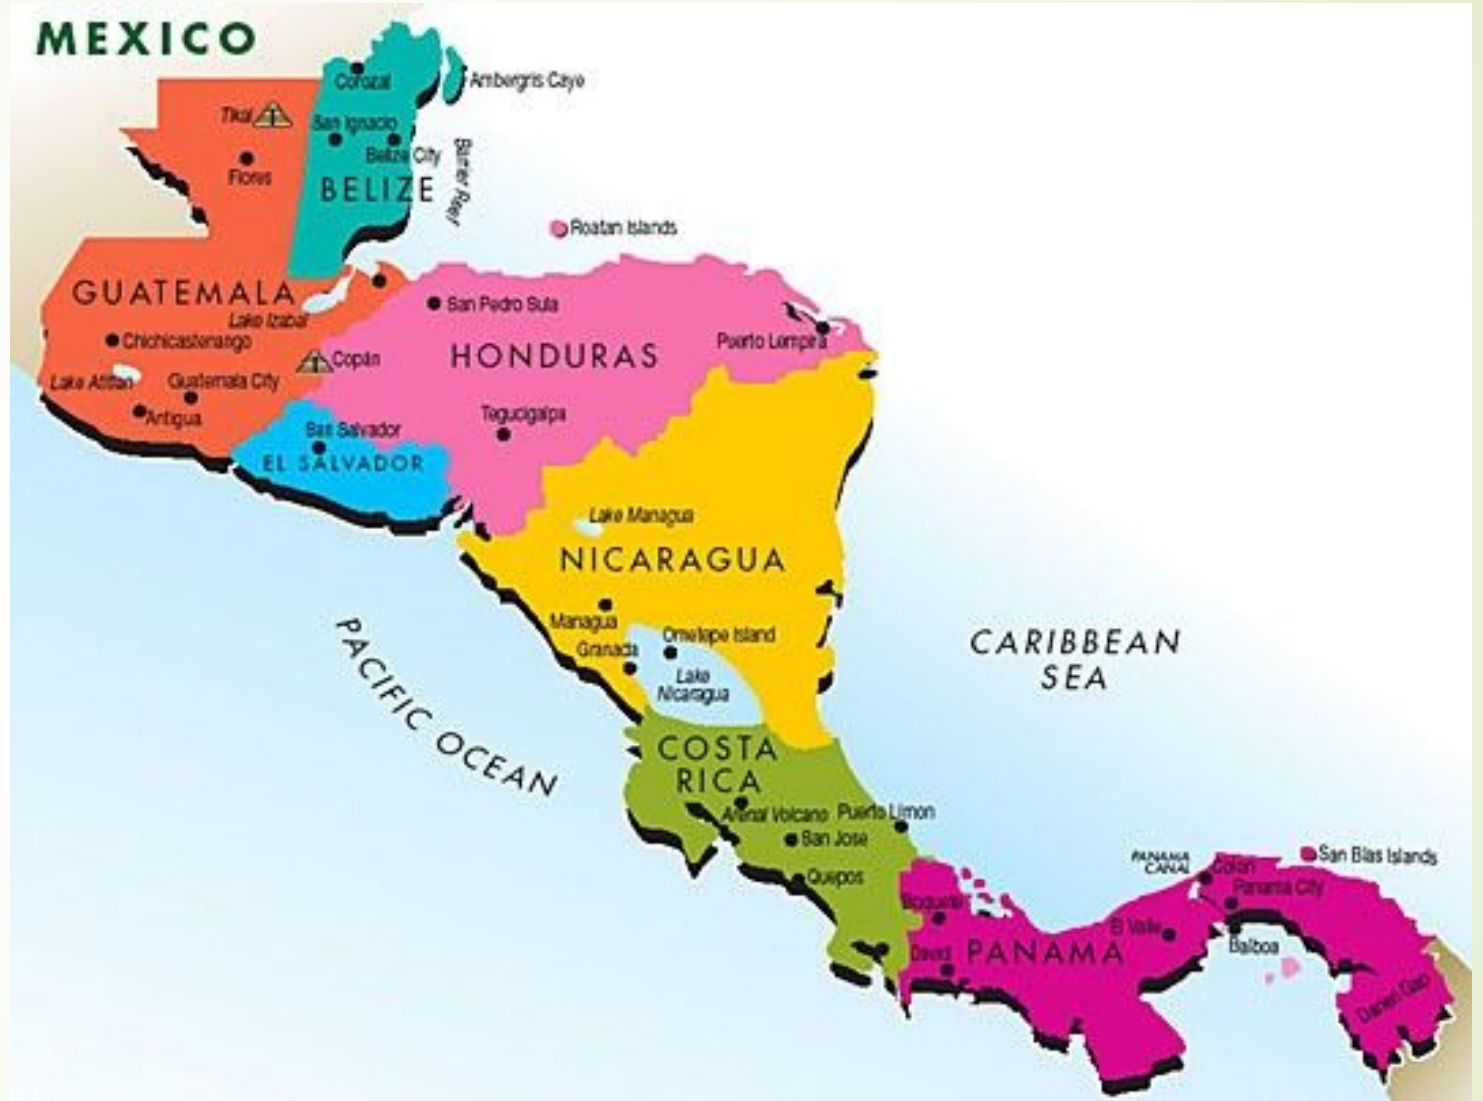 MEXICO
Corozal
Ambergris Caye
Tikal
San Ignacio
Belize City
Barrier Reef
Flores
BELIZE
Roatan Islands
GUATEMALA
Lake Izabal
San Pedro Sula
Chichicastenango
Copán
HONDURAS
Puerto Lempira
Lake Atitlan
Guatemala City
Antigua
Tegucigalpa
San Salvador
EL SALVADOR
Lake Managua
NICARAGUA
Managua
Ometepe Island
Granada
Lake
Nicaragua
PACIFIC OCEAN
CARIBBEAN
SEA
COSTA
RICA
Arenal Volcano
Puerto Limon
San Jose
Quepos
PANAMA
CANAL
Colon
San Blas Islands
Panama City
Boquete
El Valle
Balboa
David
PANAMA
Darien Gap